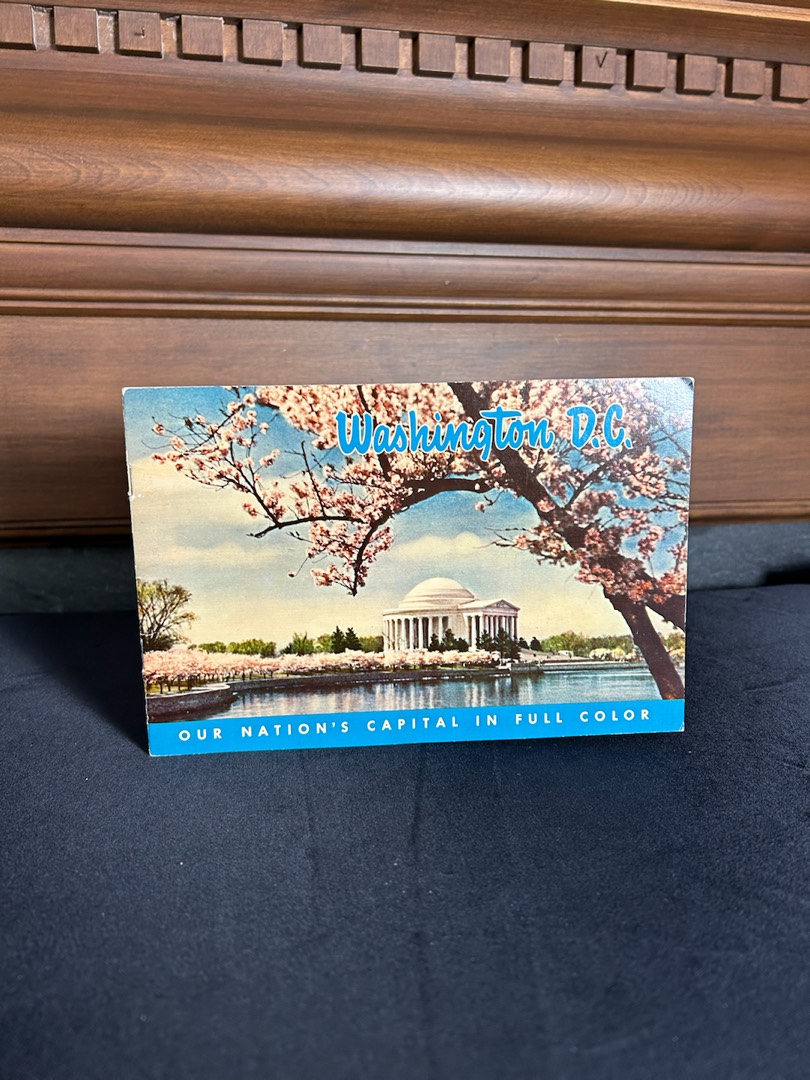 Washington D.C.
OUR NATION'S CAPITAL IN FULL COLOR